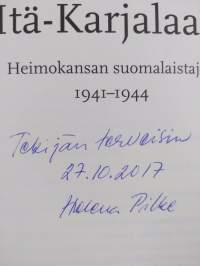 Itä-Karjalaa
Heimokansan suomalaistaj
1941–1944
Tekijän terveisin
27.10.2017
Helena Pilke